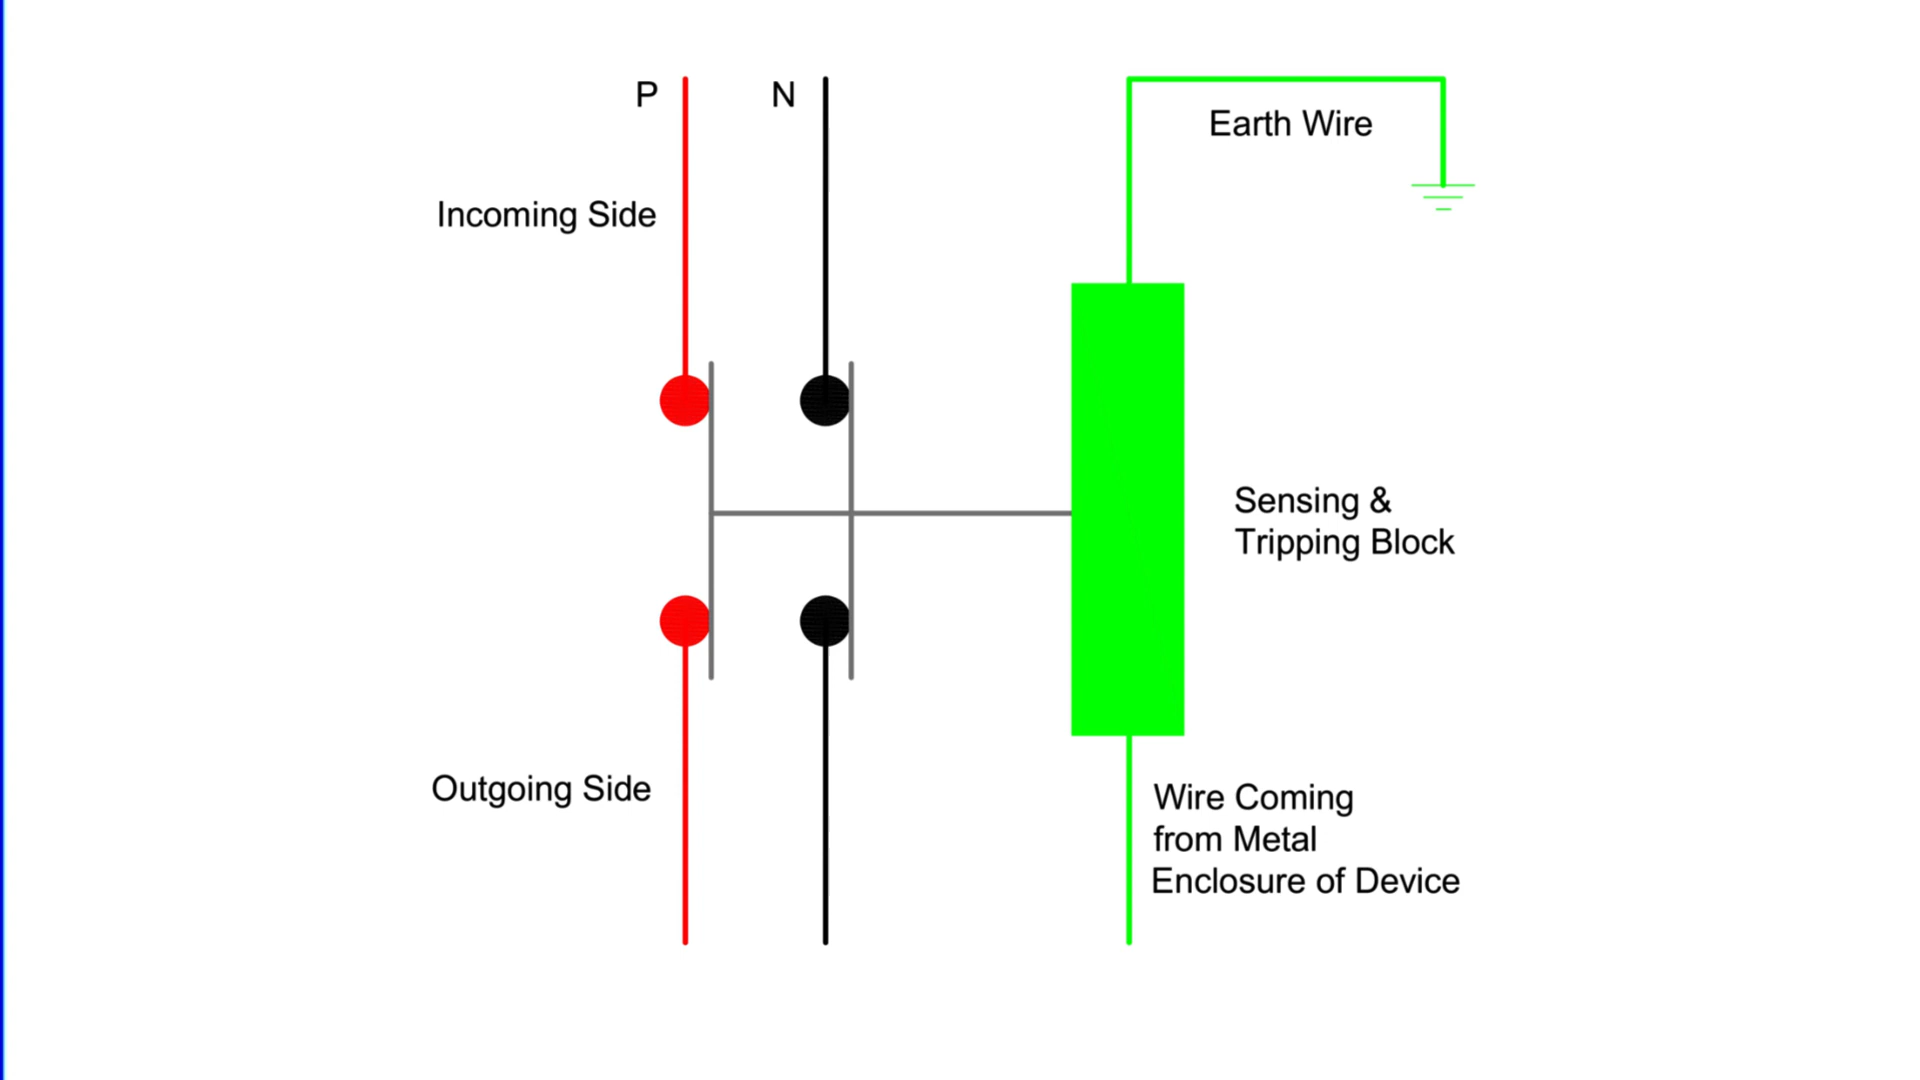 P
N
Earth Wire
Incoming Side
Sensing &
Tripping Block
Outgoing Side
Wire Coming
from Metal
Enclosure of Device